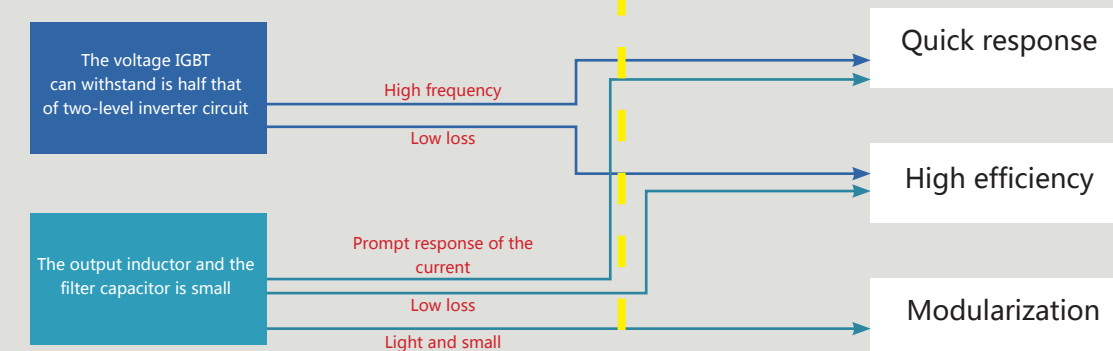 The voltage IGBT
can withstand is half that
of two-level inverter circuit
High frequency
Low loss
Quick response
High efficiency
The output inductor and the
filter capacitor is small
Prompt response of the
current
Low loss
Light and small
Modularization